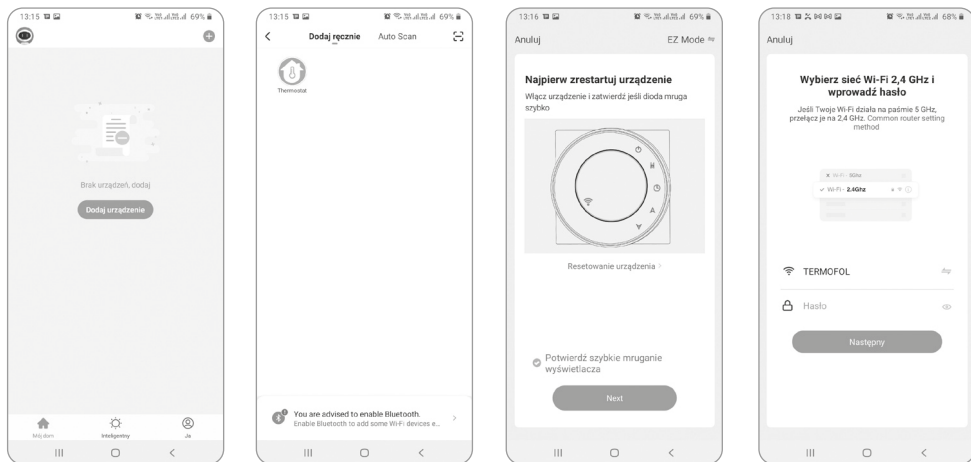 13:15
69%
Brak urządzeń, dodaj
Dodaj urządzenie
Mój dom
Inteligentny
Ja
13:15
69%
Dodaj ręcznie
Auto Scan
Thermostat
You are advised to enable Bluetooth.
Enable Bluetooth to add some Wi-Fi devices e...
13:16
69%
Anuluj
EZ Mode
Najpierw zrestartuj urządzenie
Włącz urządzenie i zatwierdź jeśli dioda mruga
szybko
A
Resetowanie urządzenia
Potwierdź szybkie mruganie
wyświetlacza
Next
13:18
68%
Anuluj
Wybierz sieć Wi-Fi 2,4 GHz i
wprowadź hasło
Jeśli Twoje Wi-Fi działa na paśmie 5 GHz,
przełącz je na 2,4 GHz. Common router setting
method
Wi-Fi - 5Ghz
Wi-Fi - 2.4Ghz
TERMOFOL
Hasło
Następny